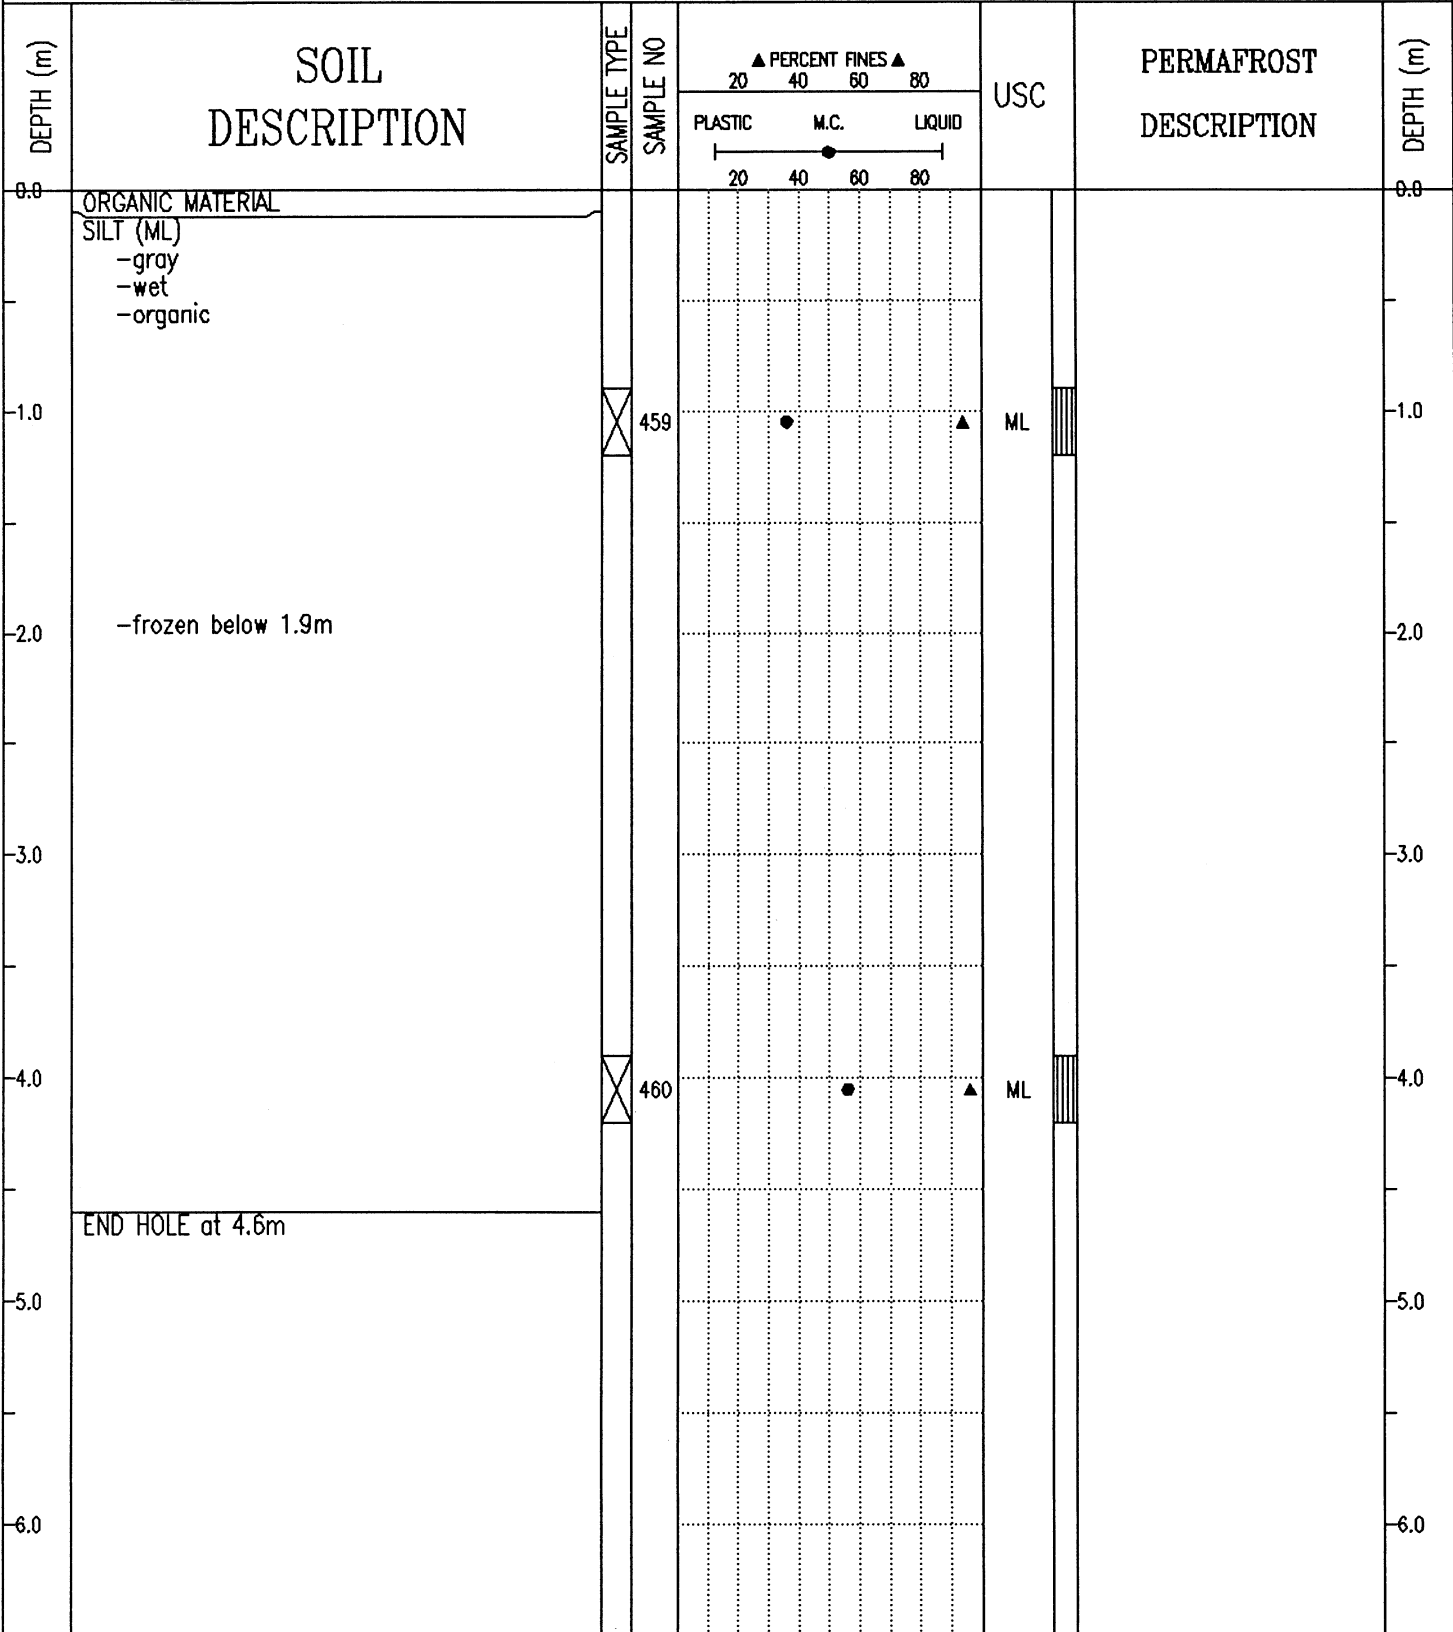 DEPTH (m)
SOIL
DESCRIPTION
SAMPLE TYPE
SAMPLE NO
▲ PERCENT FINES ▲
20 40 60 80
PLASTIC M.C. LIQUID
20 40 60 80
USC
PERMAFROST
DESCRIPTION
DEPTH (m)
0.0 0.0
ORGANIC MATERIAL
SILT (ML)
-gray
-wet
-organic
1.0 459 ML 1.0
-frozen below 1.9m
2.0 2.0
3.0 3.0
4.0 460 ML 4.0
END HOLE at 4.6m
5.0 5.0
6.0 6.0